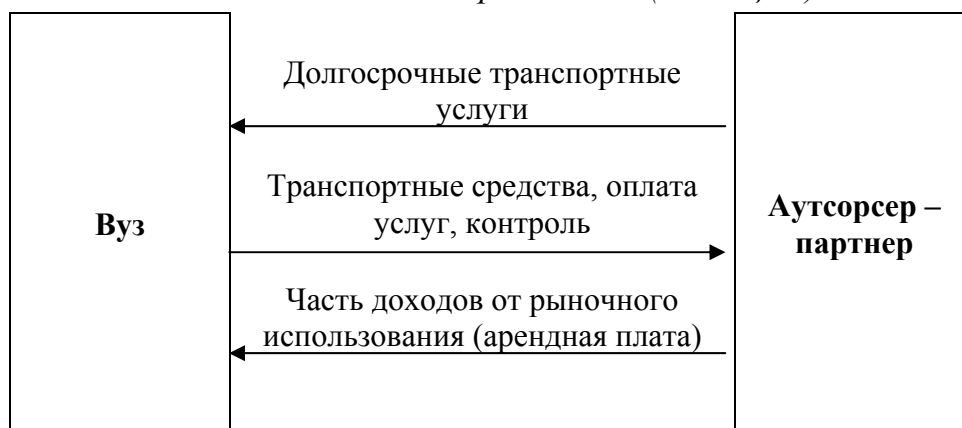 Долгосрочные транспортные
услуги
Транспортные средства, оплата
услуг, контроль
Вуз
Аутсорсер –
партнер
Часть доходов от рыночного
использования (арендная плата)